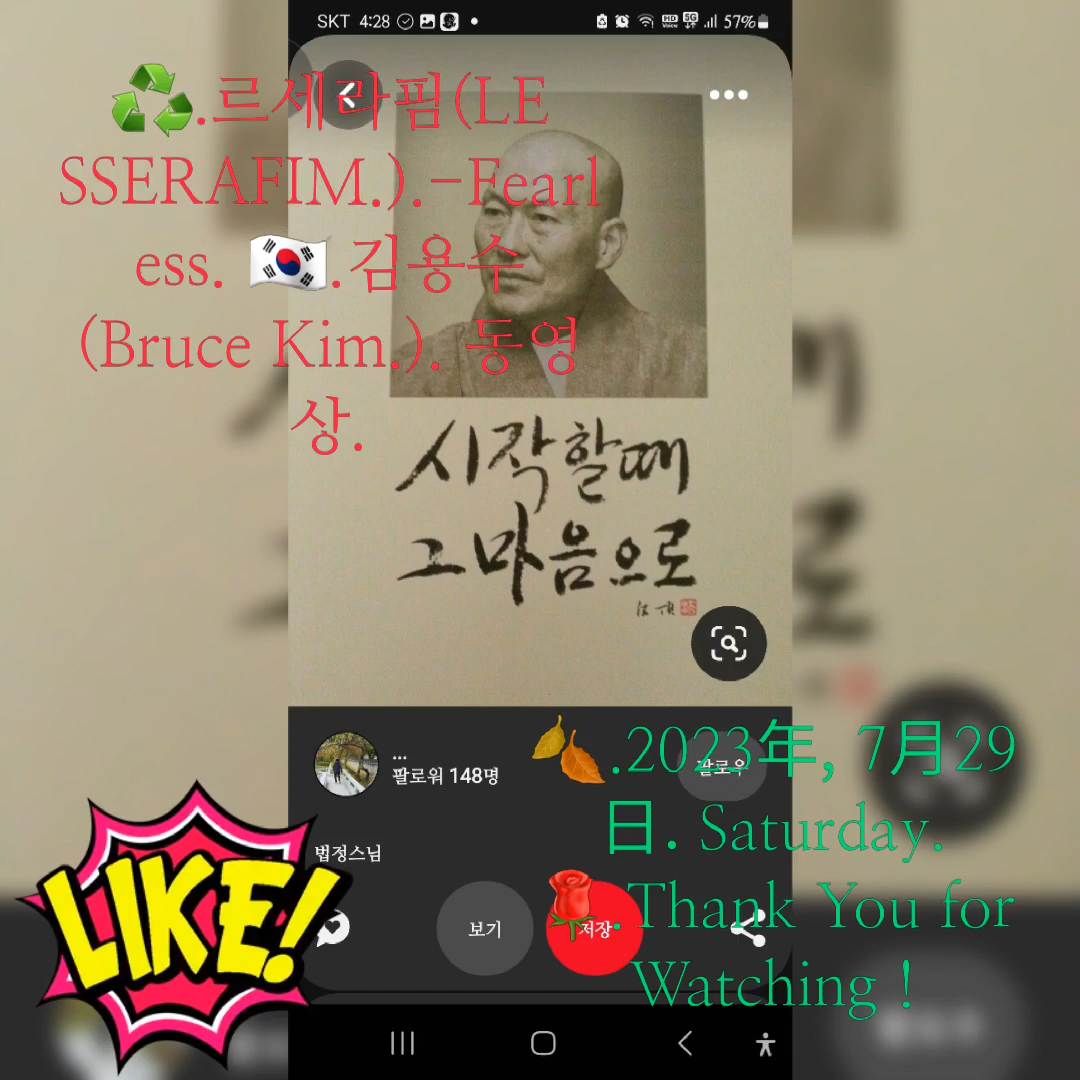 SKT 4:28
57%
♻️.르세라핌(LE
SSERAFIM.). -Fearl
ess. 🇰🇷.김용수
(Bruce Kim.). 동영
상.
시작할때
그마음으로
...
팔로워 148명
팔로우
법정스님
보기
저장
LIKE!
🍂.2023年, 7月29
日. Saturday.
🌹. Thank You for
Watching !